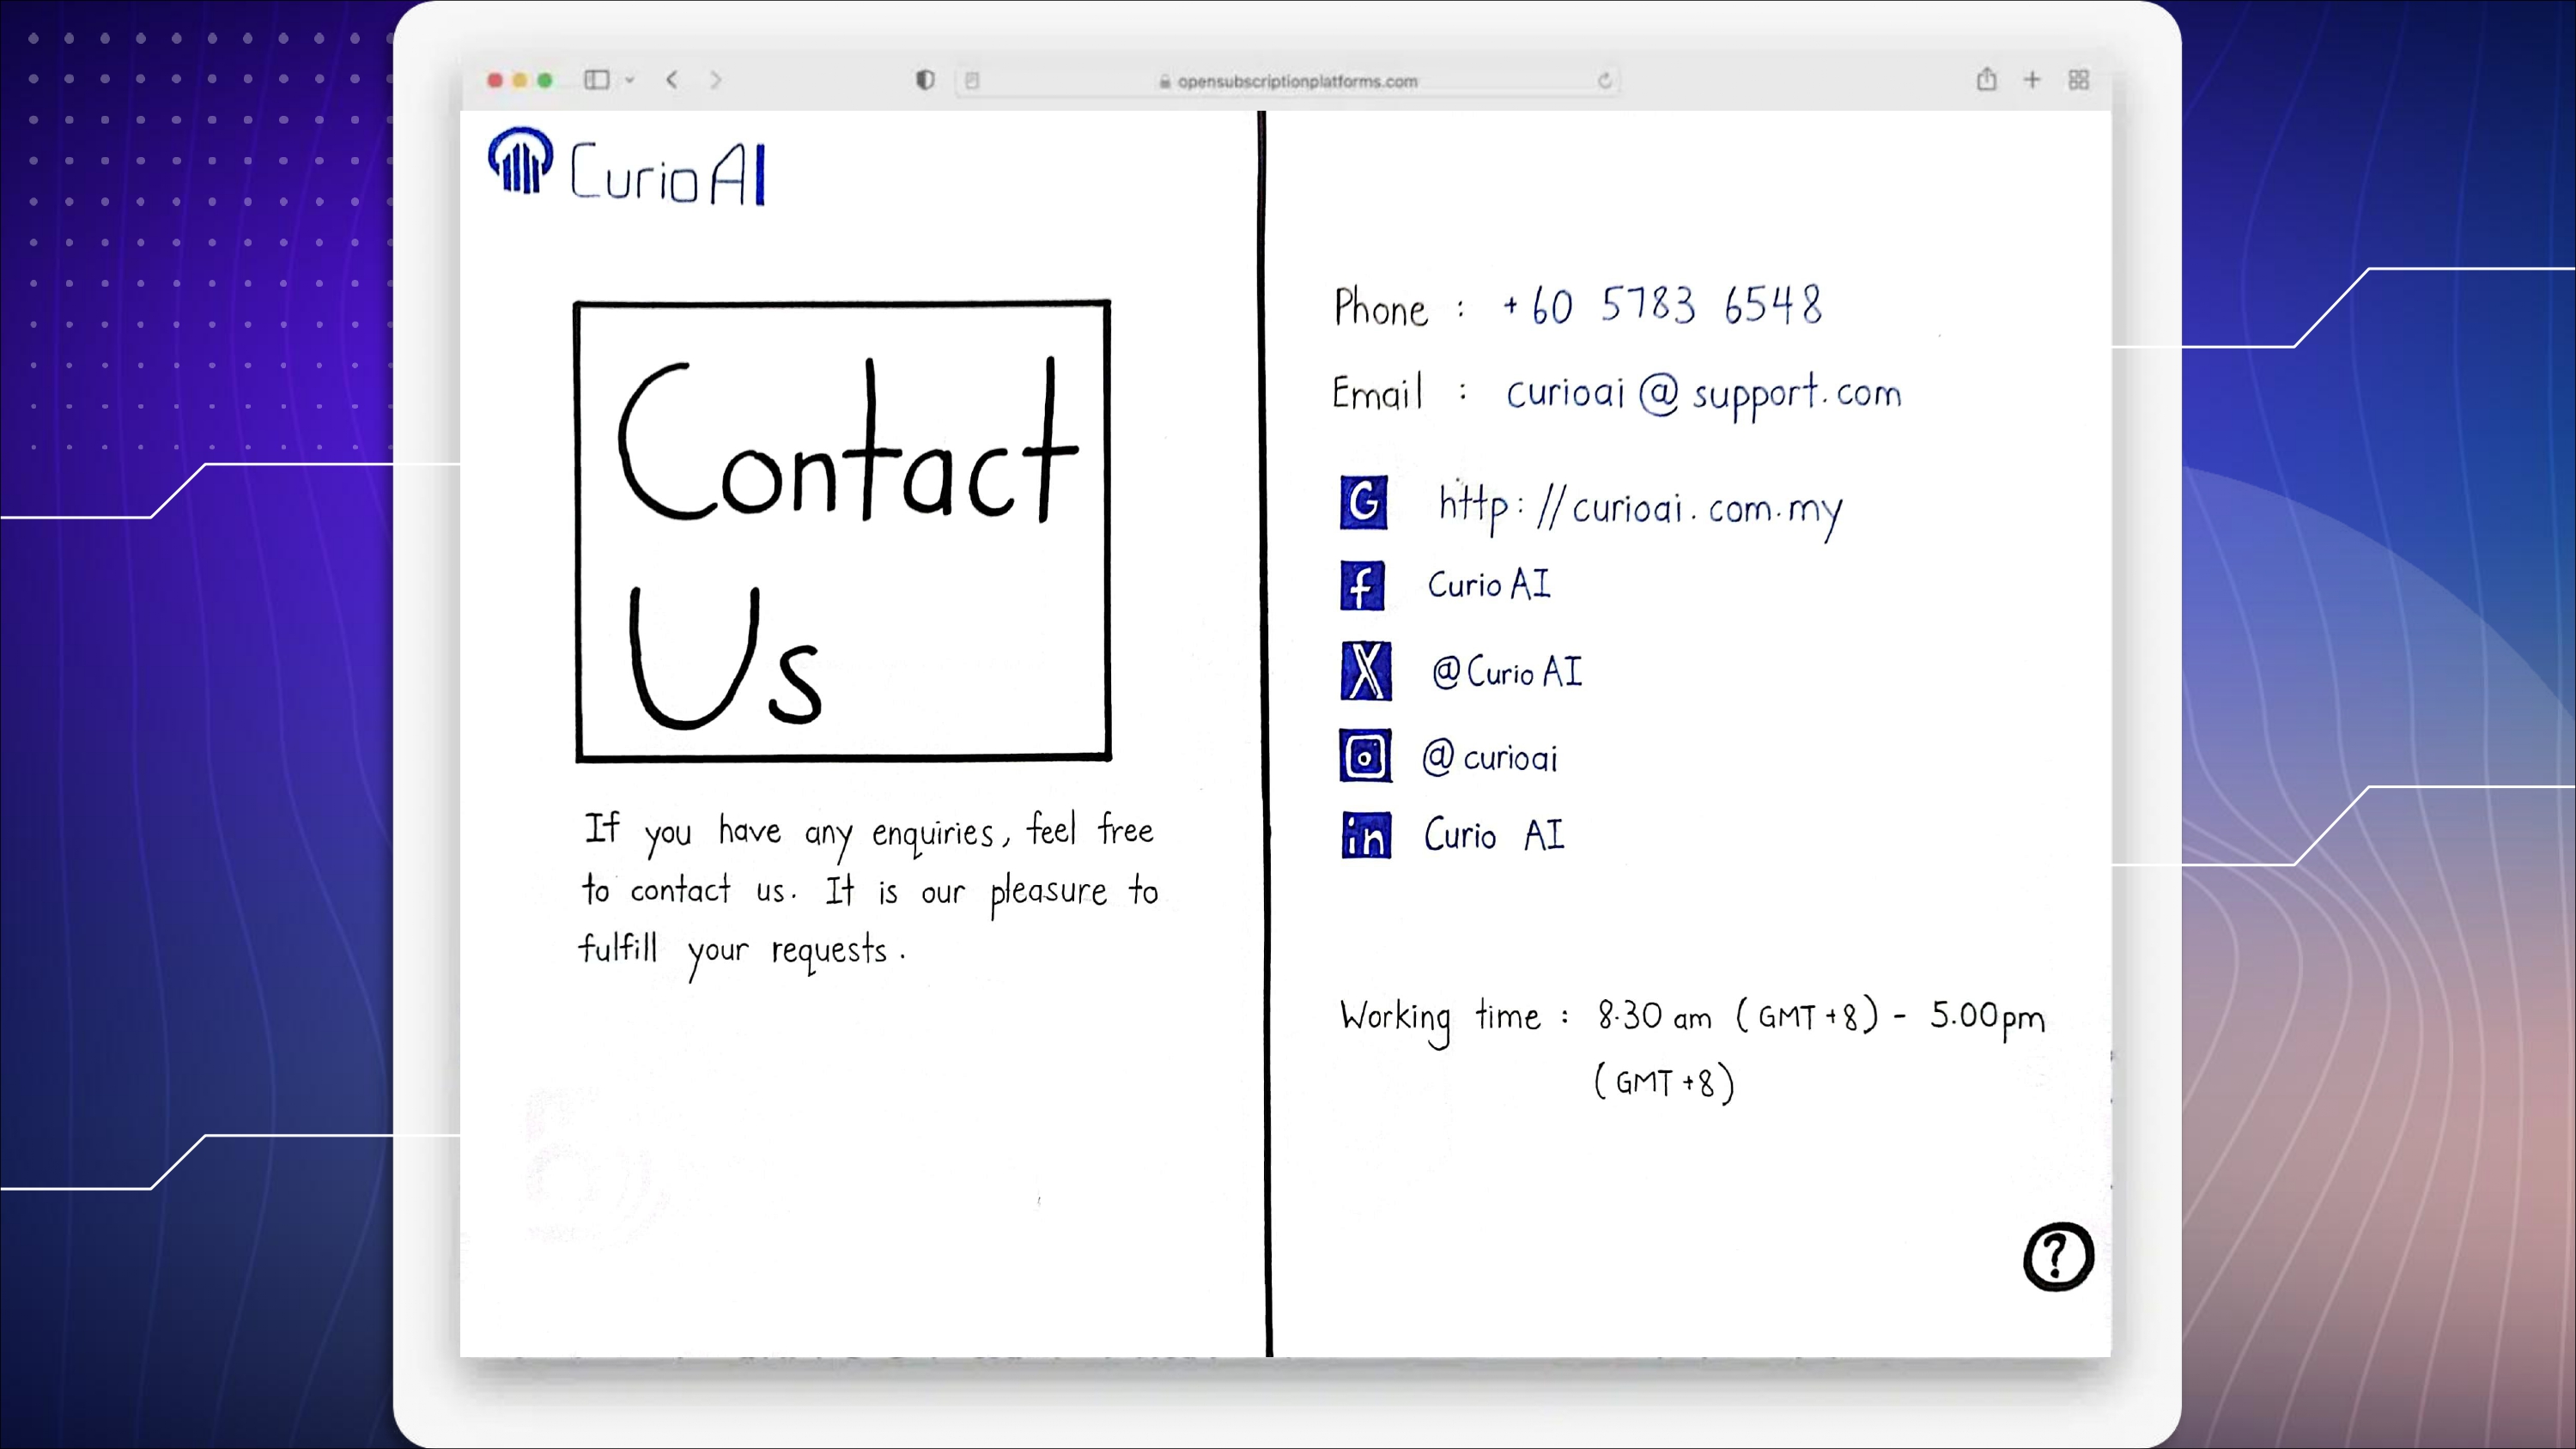 opensubscriptionplatforms.com
Curio AI
Contact
Us
If you have any enquiries, feel free
to contact us. It is our pleasure to
fulfill your requests.
Phone : +60 5783 6548
Email : curioai@support.com
G http://curioai.com.my
f Curio AI
X @Curio AI
@curioai
in Curio AI
Working time : 8.30 am (GMT +8) - 5.00pm
(GMT +8)
?